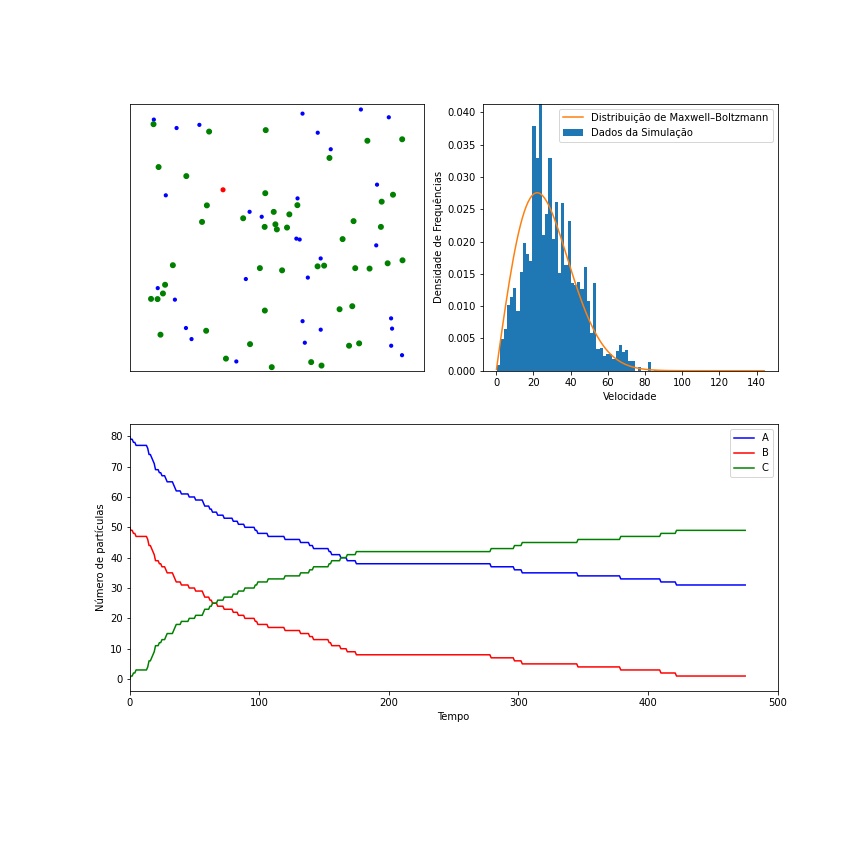 Distribuição de Maxwell–Boltzmann
Dados da Simulação
Densidade de Frequências
0.040
0.035
0.030
0.025
0.020
0.015
0.010
0.005
0.000
0 20 40 60 80 100 120 140
Velocidade
A
B
C
Número de partículas
80
70
60
50
40
30
20
10
0
0 100 200 300 400 500
Tempo